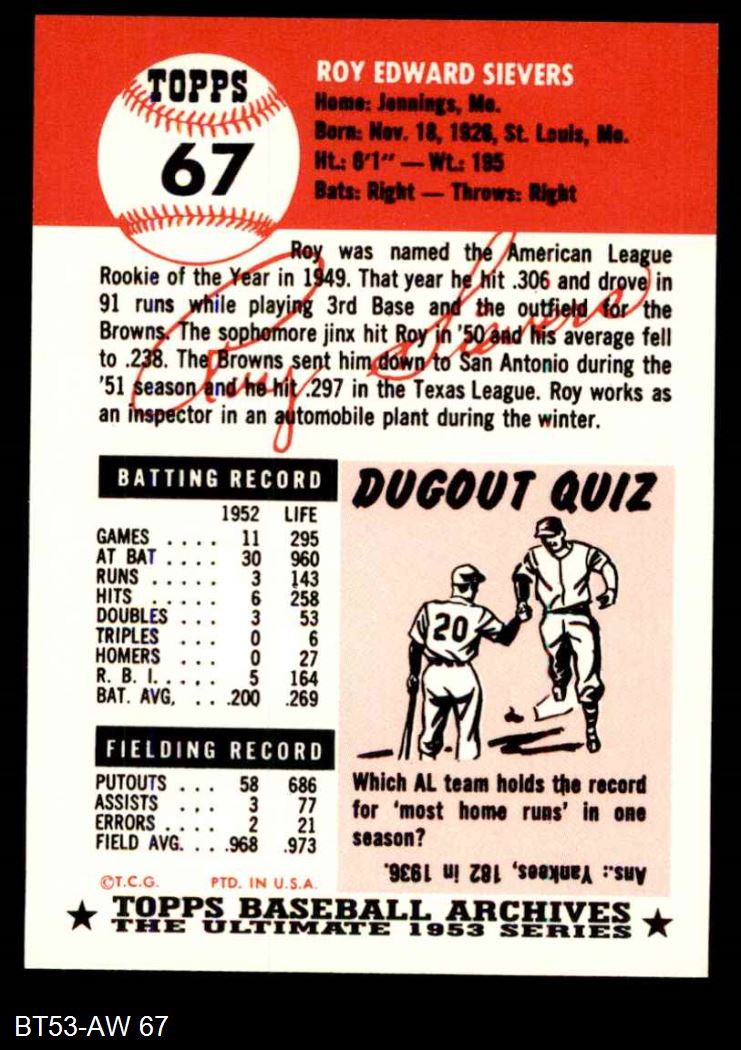 TOPPS
67
ROY EDWARD SIEVERS
Home: Jennings, Mo.
Born: Nov. 18, 1926, St. Louis, Mo.
Ht.: 6'1" — Wt.: 195
Bats: Right — Throws: Right
Roy was named the American League
Rookie of the Year in 1949. That year he hit .306 and drove in
91 runs while playing 3rd Base and the outfield for the
Browns. The sophomore jinx hit Roy in '50 and his average fell
to .238. The Browns sent him down to San Antonio during the
'51 season and he hit .297 in the Texas League. Roy works as
an inspector in an automobile plant during the winter.
Roy Sievers
BATTING RECORD
1952 LIFE
GAMES .... 11 295
AT BAT .... 30 960
RUNS .... 3 143
HITS ..... 6 258
DOUBLES ... 3 53
TRIPLES ... 0 6
HOMERS ... 0 27
R. B. I. .... 5 164
BAT. AVG. ... .200 .269
FIELDING RECORD
PUTOUTS ... 58 686
ASSISTS ... 3 77
ERRORS .... 2 21
FIELD AVG. ... .968 .973
©T.C.G. PTD. IN U.S.A.
DUGOUT QUIZ
20
Which AL team holds the record
for 'most home runs' in one
season?
Ans.: Yankees, 182 in 1936.
★ TOPPS BASEBALL ARCHIVES ★
THE ULTIMATE 1953 SERIES
BT53-AW 67